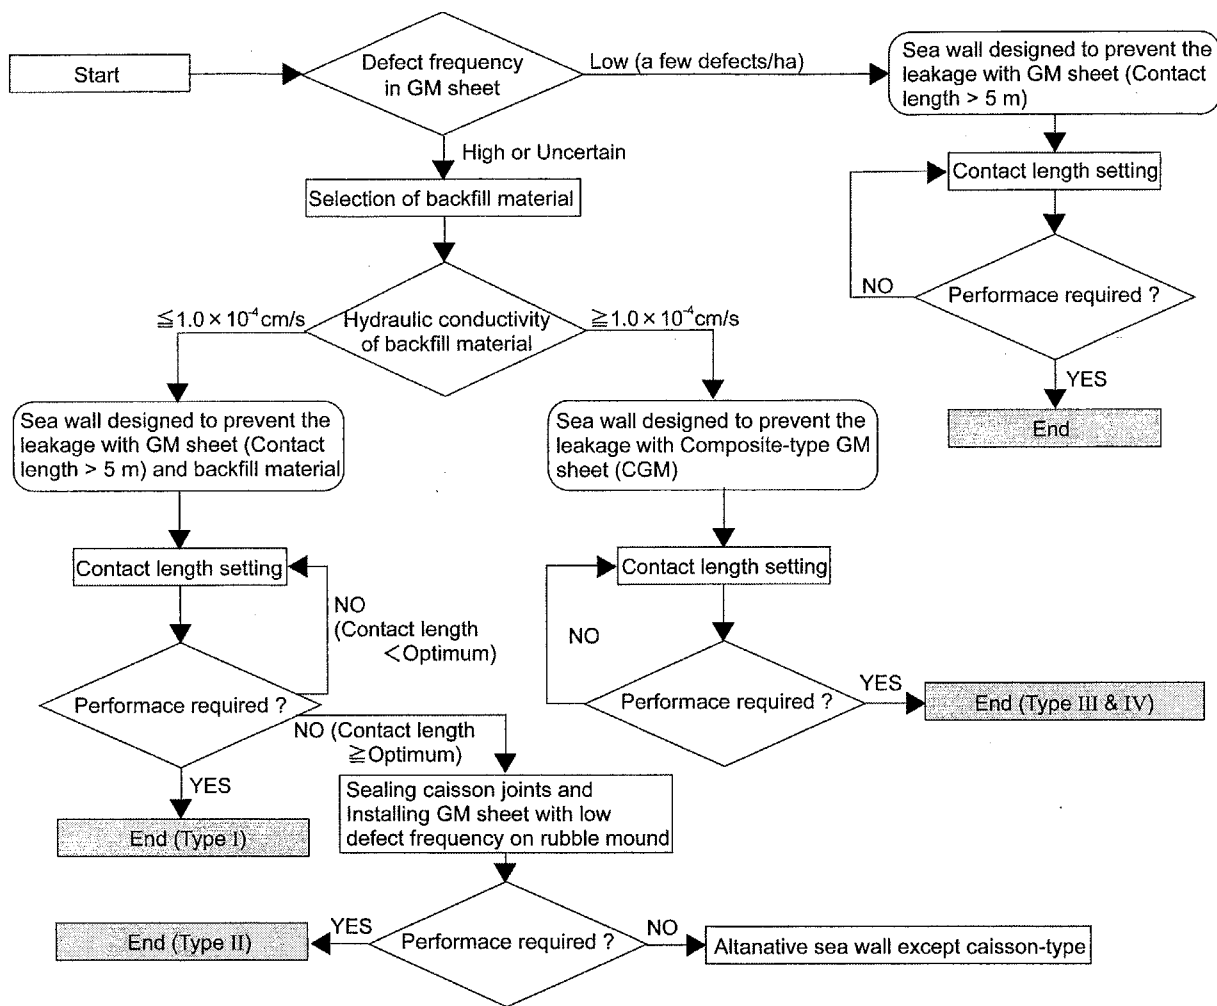 Start
Defect frequency
in GM sheet
Low (a few defects/ha)
Sea wall designed to prevent the
leakage with GM sheet (Contact
length > 5 m)
High or Uncertain
Contact length setting
Selection of backfill material
NO
Performace required ?
YES
End
≦1.0×10⁻⁴cm/s
Hydraulic conductivity
of backfill material
≧1.0×10⁻⁴cm/s
Sea wall designed to prevent the
leakage with GM sheet (Contact
length > 5 m) and backfill material
Sea wall designed to prevent the
leakage with Composite-type GM
sheet (CGM)
Contact length setting
NO
(Contact length
<Optimum)
Performace required ?
NO (Contact length
≧Optimum)
YES
End (Type I)
Contact length setting
NO
Performace required ?
YES
End (Type III & IV)
Sealing caisson joints and
Installing GM sheet with low
defect frequency on rubble mound
Performace required ?
YES
End (Type II)
NO
Altanative sea wall except caisson-type